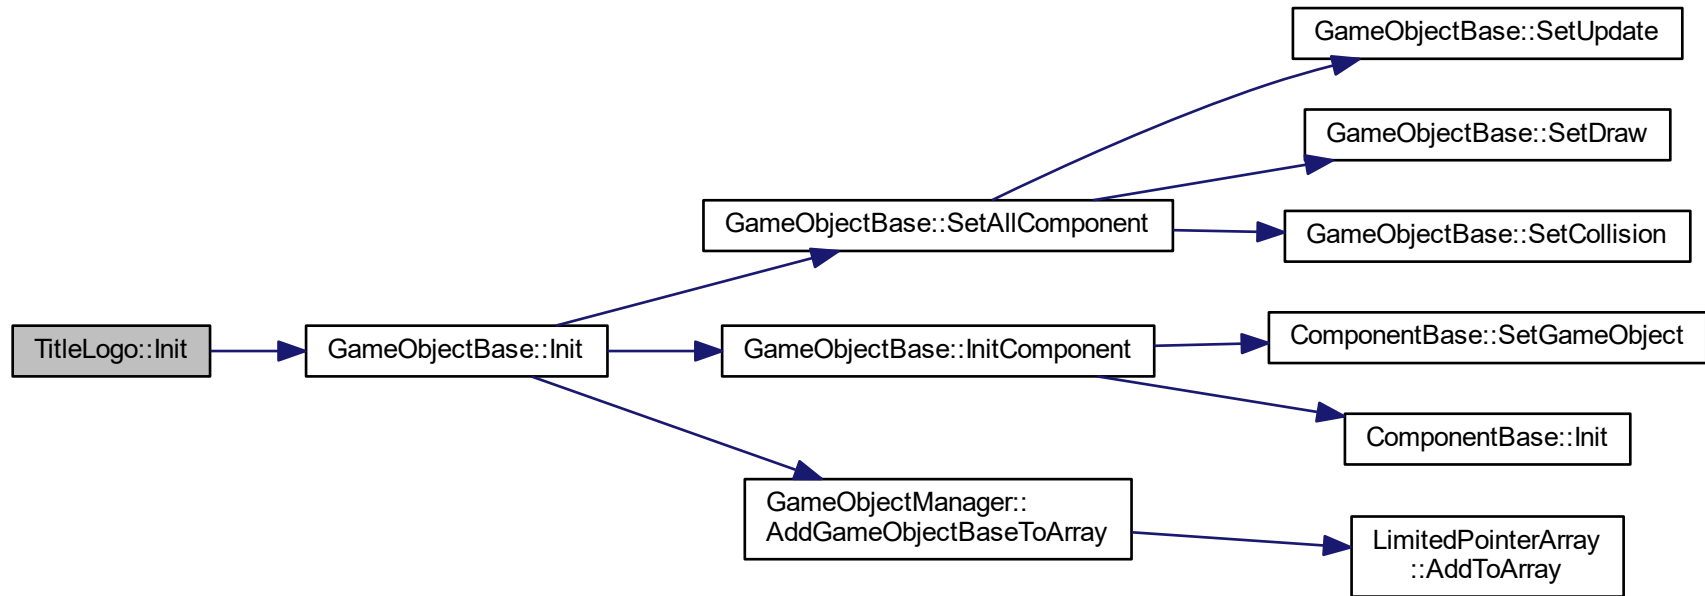 GameObjectBase::SetUpdate
GameObjectBase::SetDraw
GameObjectBase::SetAllComponent
GameObjectBase::SetCollision
TitleLogo::Init
GameObjectBase::Init
GameObjectBase::InitComponent
ComponentBase::SetGameObject
ComponentBase::Init
GameObjectManager::
AddGameObjectBaseToArray
LimitedPointerArray
::AddToArray